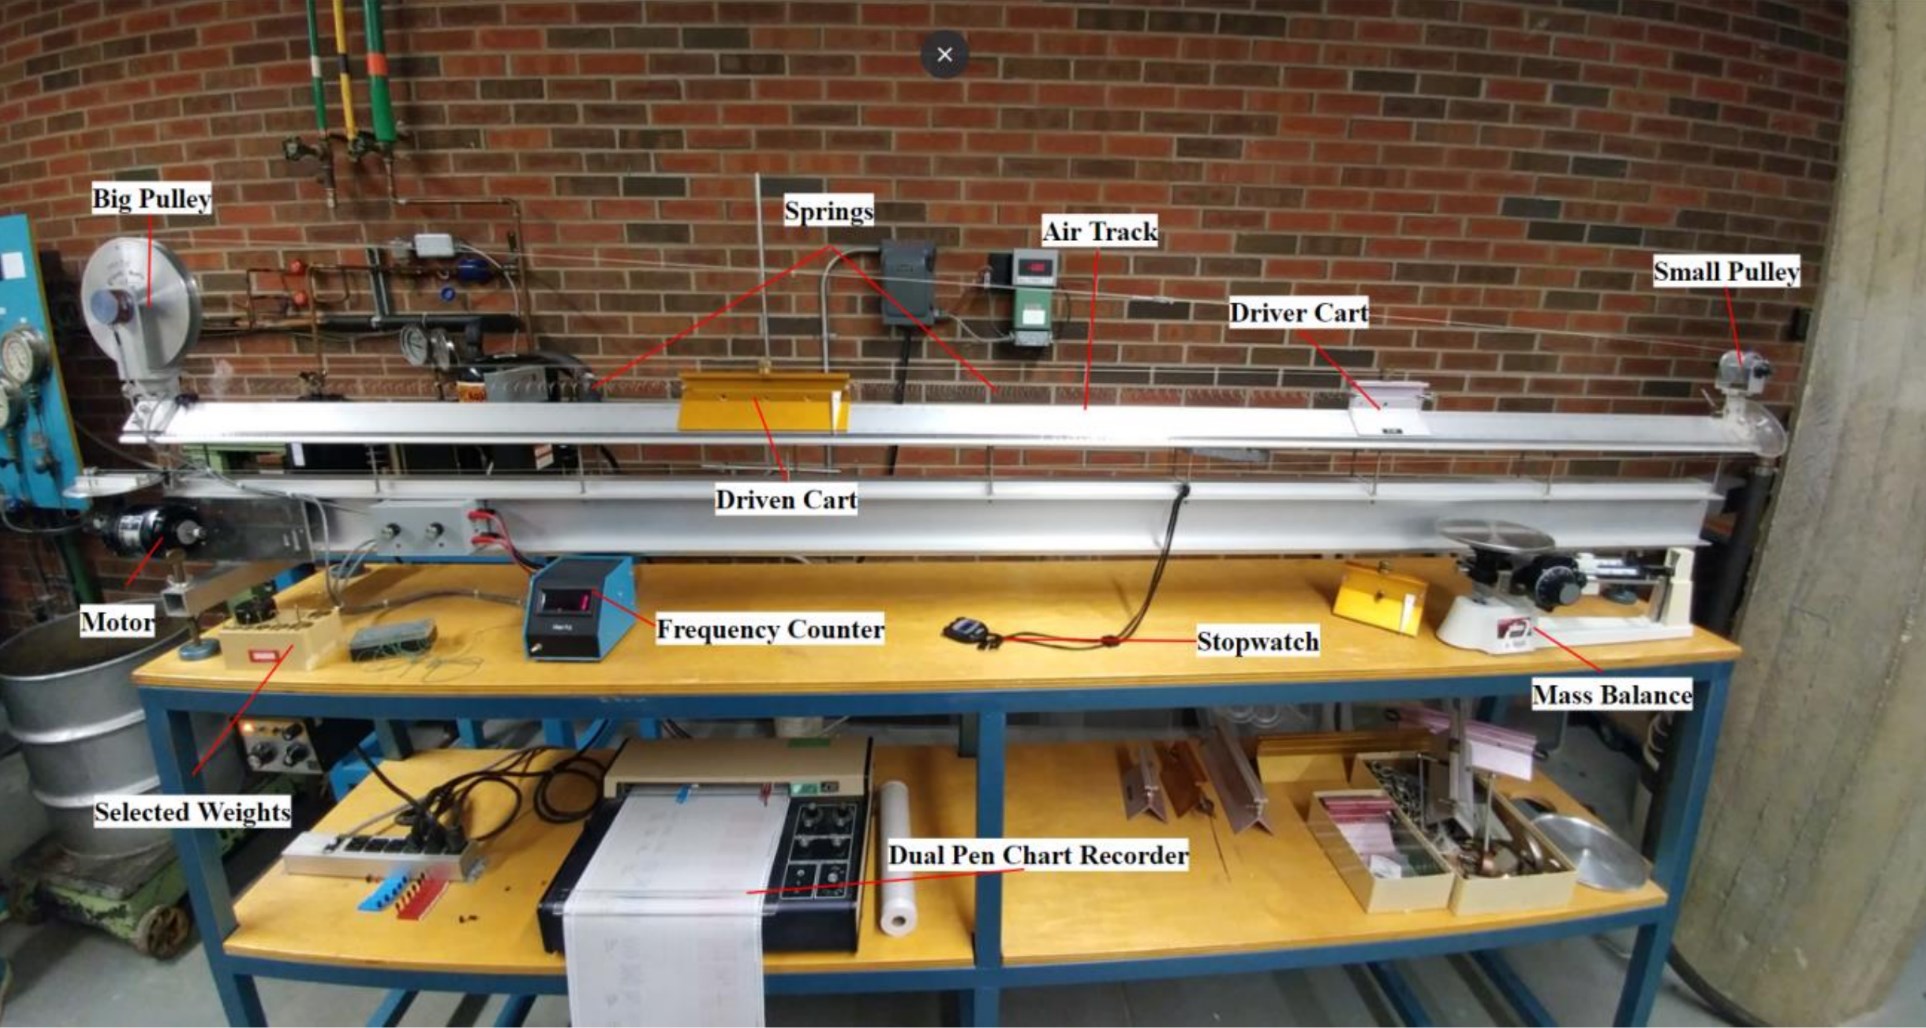 Big Pulley
Springs
Air Track
Small Pulley
Driver Cart
Driven Cart
Motor
Frequency Counter
Stopwatch
Mass Balance
Selected Weights
Dual Pen Chart Recorder